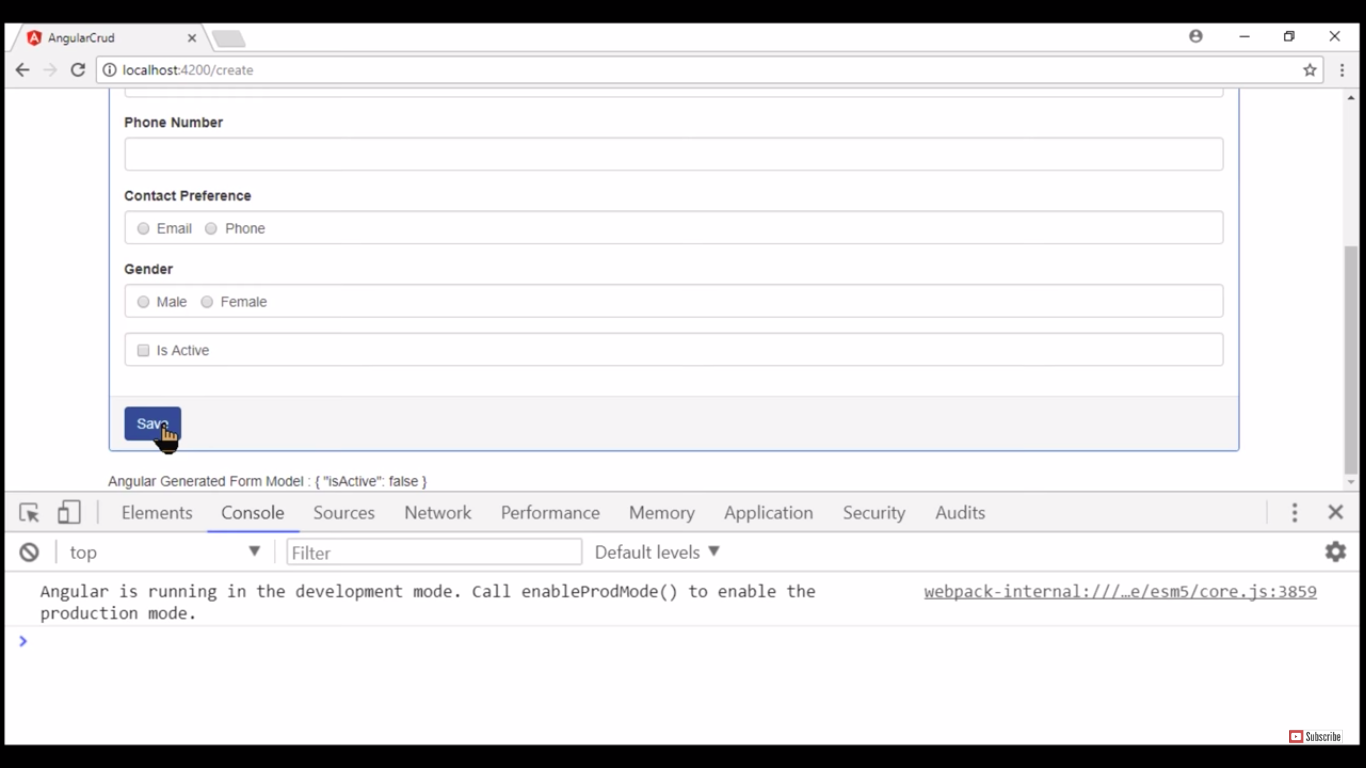 AngularCrud
localhost:4200/create
Phone Number
Contact Preference
Email Phone
Gender
Male Female
Is Active
Save
Angular Generated Form Model : { "isActive": false }
Elements Console Sources Network Performance Memory Application Security Audits
top Filter Default levels
Angular is running in the development mode. Call enableProdMode() to enable the webpack-internal:///…e/esm5/core.js:3859
production mode.
Subscribe